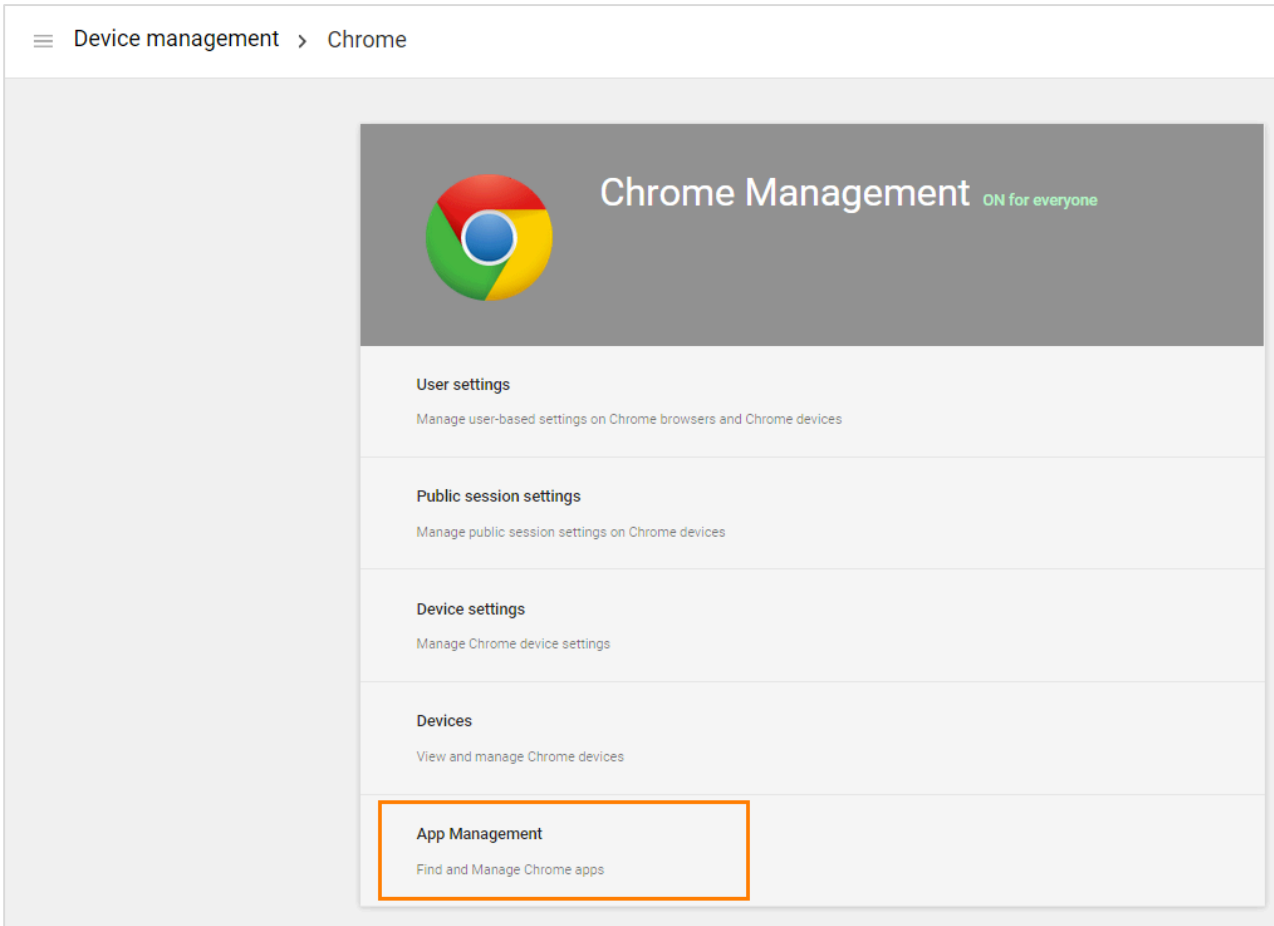 Device management > Chrome
Chrome Management ON for everyone
User settings
Manage user-based settings on Chrome browsers and Chrome devices
Public session settings
Manage public session settings on Chrome devices
Device settings
Manage Chrome device settings
Devices
View and manage Chrome devices
App Management
Find and Manage Chrome apps